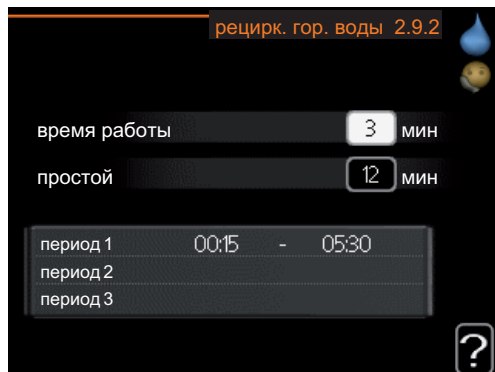 рецирк. гор. воды 2.9.2
время работы 3 мин
простой 12 мин
период 1 00:15 - 05:30
период 2
период 3
?